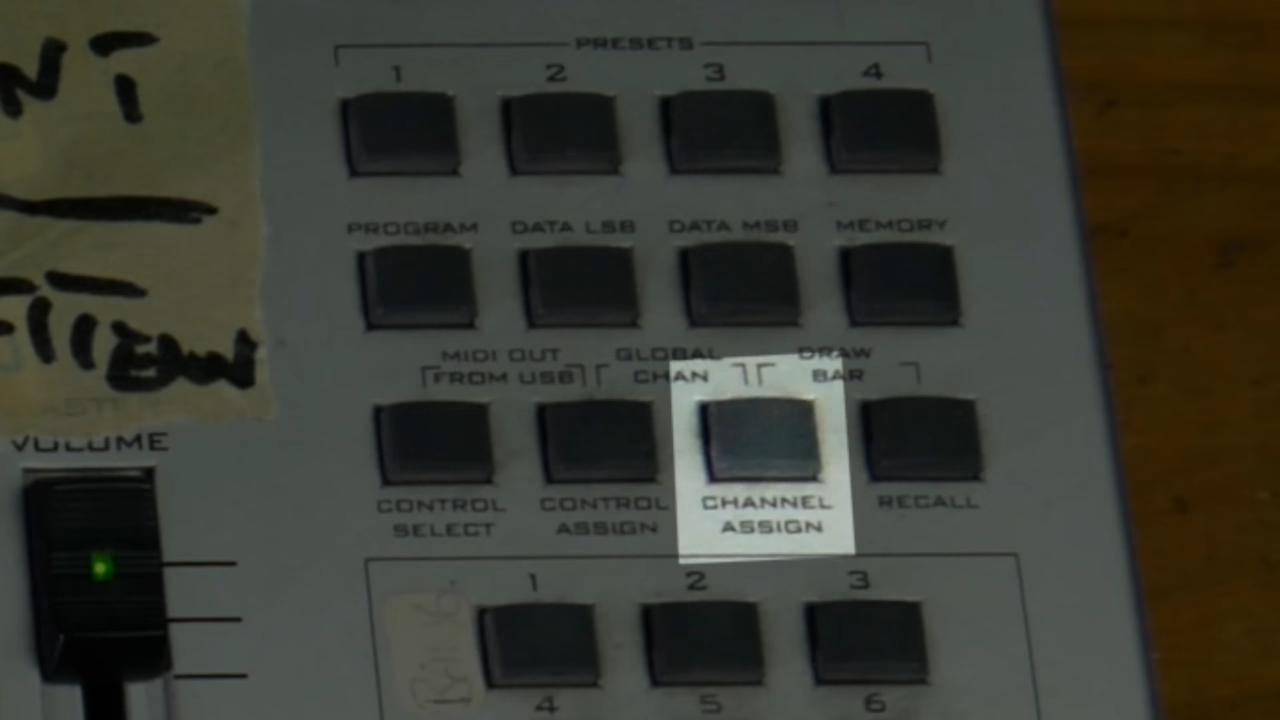 PRESETS
1 2 3 4
PROGRAM DATA LSB DATA MSB MEMORY
MIDI OUT GLOBAL DRAW
FROM USB CHAN BAR
VOLUME
CONTROL CONTROL CHANNEL RECALL
SELECT ASSIGN ASSIGN
1 2 3
4 5 6